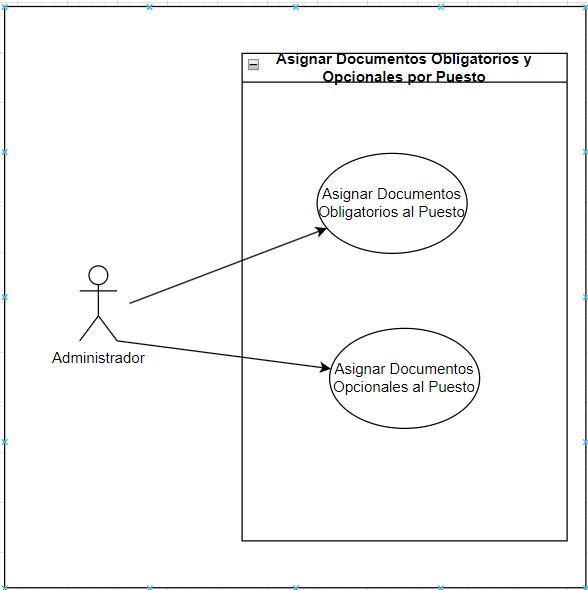 Asignar Documentos Obligatorios y
Opcionales por Puesto
Asignar Documentos
Obligatorios al Puesto
Administrador
Asignar Documentos
Opcionales al Puesto